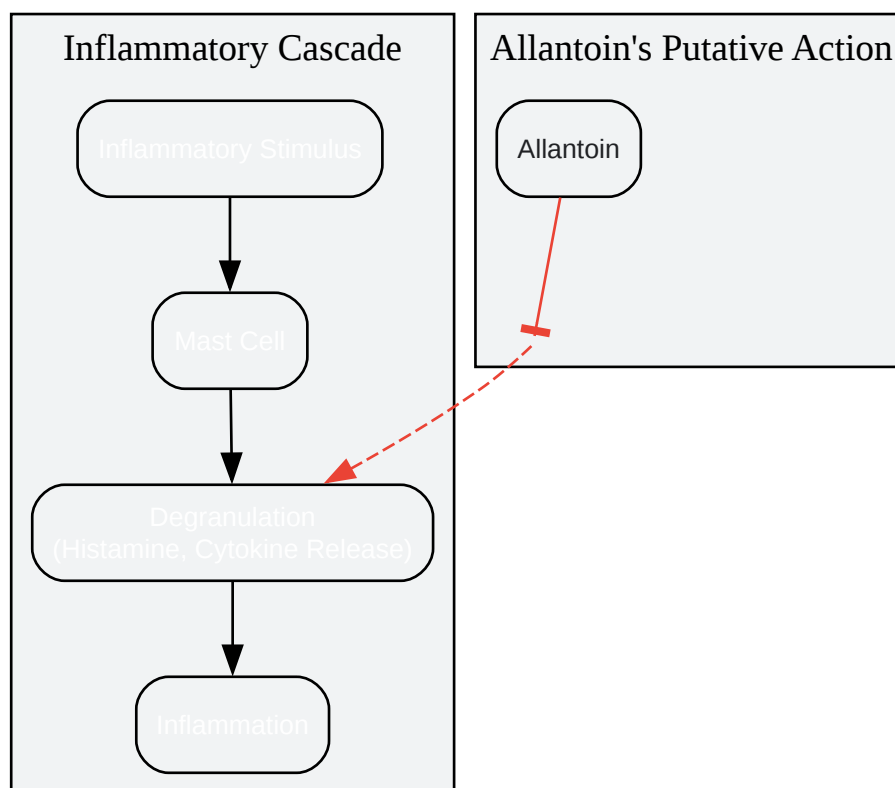 Inflammatory Cascade
Inflammatory Stimulus
Mast Cell
Degranulation
(Histamine, Cytokine Release)
Inflammation
Allantoin's Putative Action
Allantoin